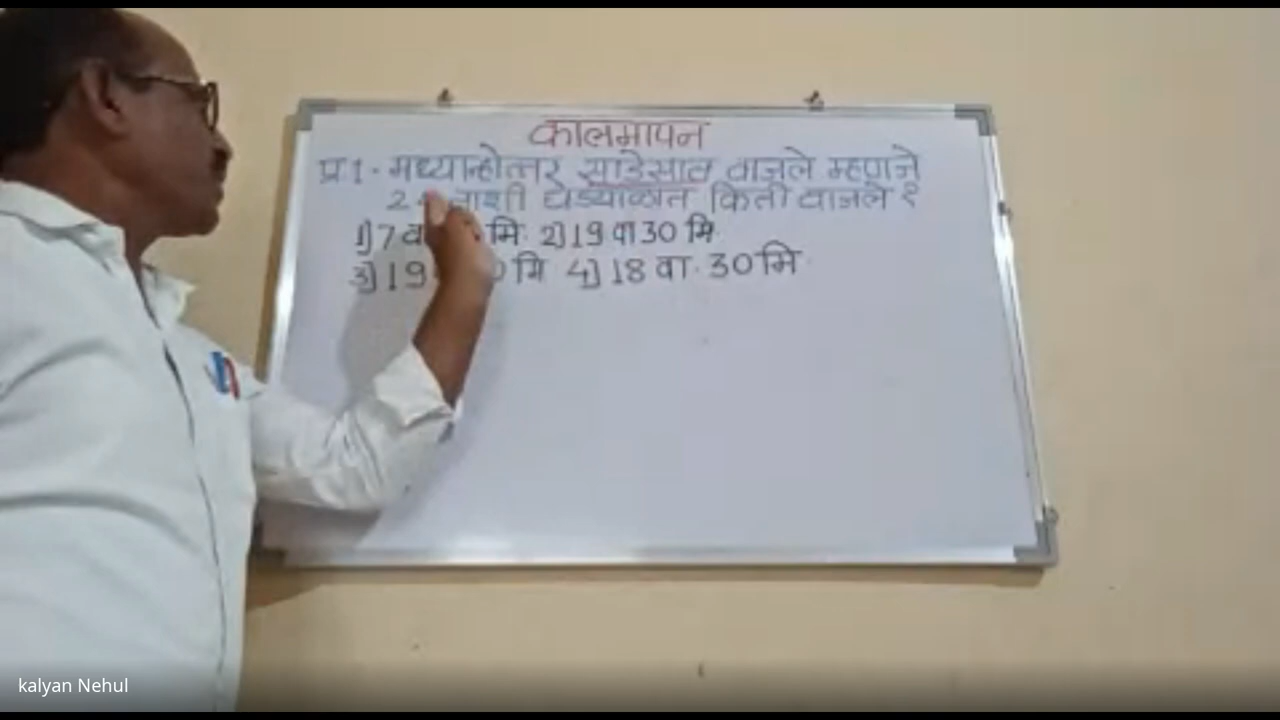 कालमापन
प्र.1. मध्यान्होत्तर साडेसात वाजले म्हणजे
ताशी घड्याळात किती वाजले ?
1) 7 मि. 2) 19 वा 30 मि.
3) 19 मि 4) 18 वा. 30 मि.
kalyan Nehul